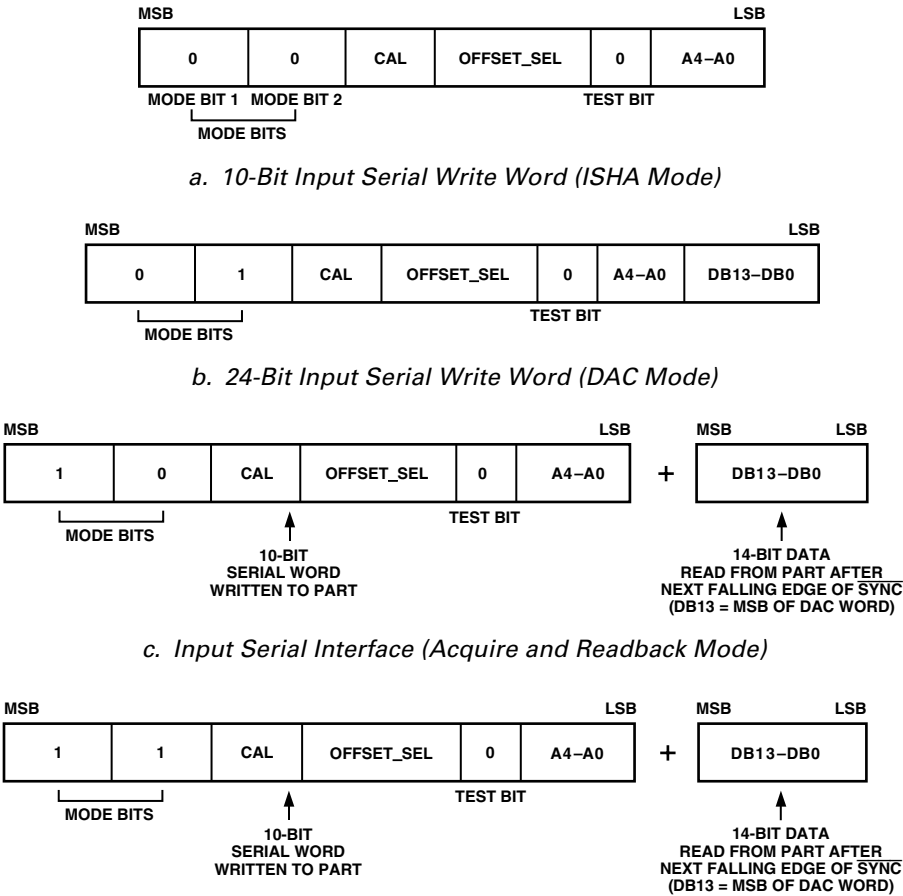 MSB LSB
0 0 CAL OFFSET_SEL 0 A4–A0
MODE BIT 1 MODE BIT 2 TEST BIT
MODE BITS
a. 10-Bit Input Serial Write Word (ISHA Mode)
MSB LSB
0 1 CAL OFFSET_SEL 0 A4–A0 DB13–DB0
MODE BITS TEST BIT
b. 24-Bit Input Serial Write Word (DAC Mode)
MSB LSB MSB LSB
1 0 CAL OFFSET_SEL 0 A4–A0 + DB13–DB0
MODE BITS TEST BIT
10-BIT
SERIAL WORD
WRITTEN TO PART
14-BIT DATA
READ FROM PART AFTER
NEXT FALLING EDGE OF SYNC
(DB13 = MSB OF DAC WORD)
c. Input Serial Interface (Acquire and Readback Mode)
MSB LSB MSB LSB
1 1 CAL OFFSET_SEL 0 A4–A0 + DB13–DB0
MODE BITS TEST BIT
10-BIT
SERIAL WORD
WRITTEN TO PART
14-BIT DATA
READ FROM PART AFTER
NEXT FALLING EDGE OF SYNC
(DB13 = MSB OF DAC WORD)